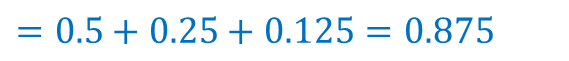 = 0.5 + 0.25 + 0.125 = 0.875